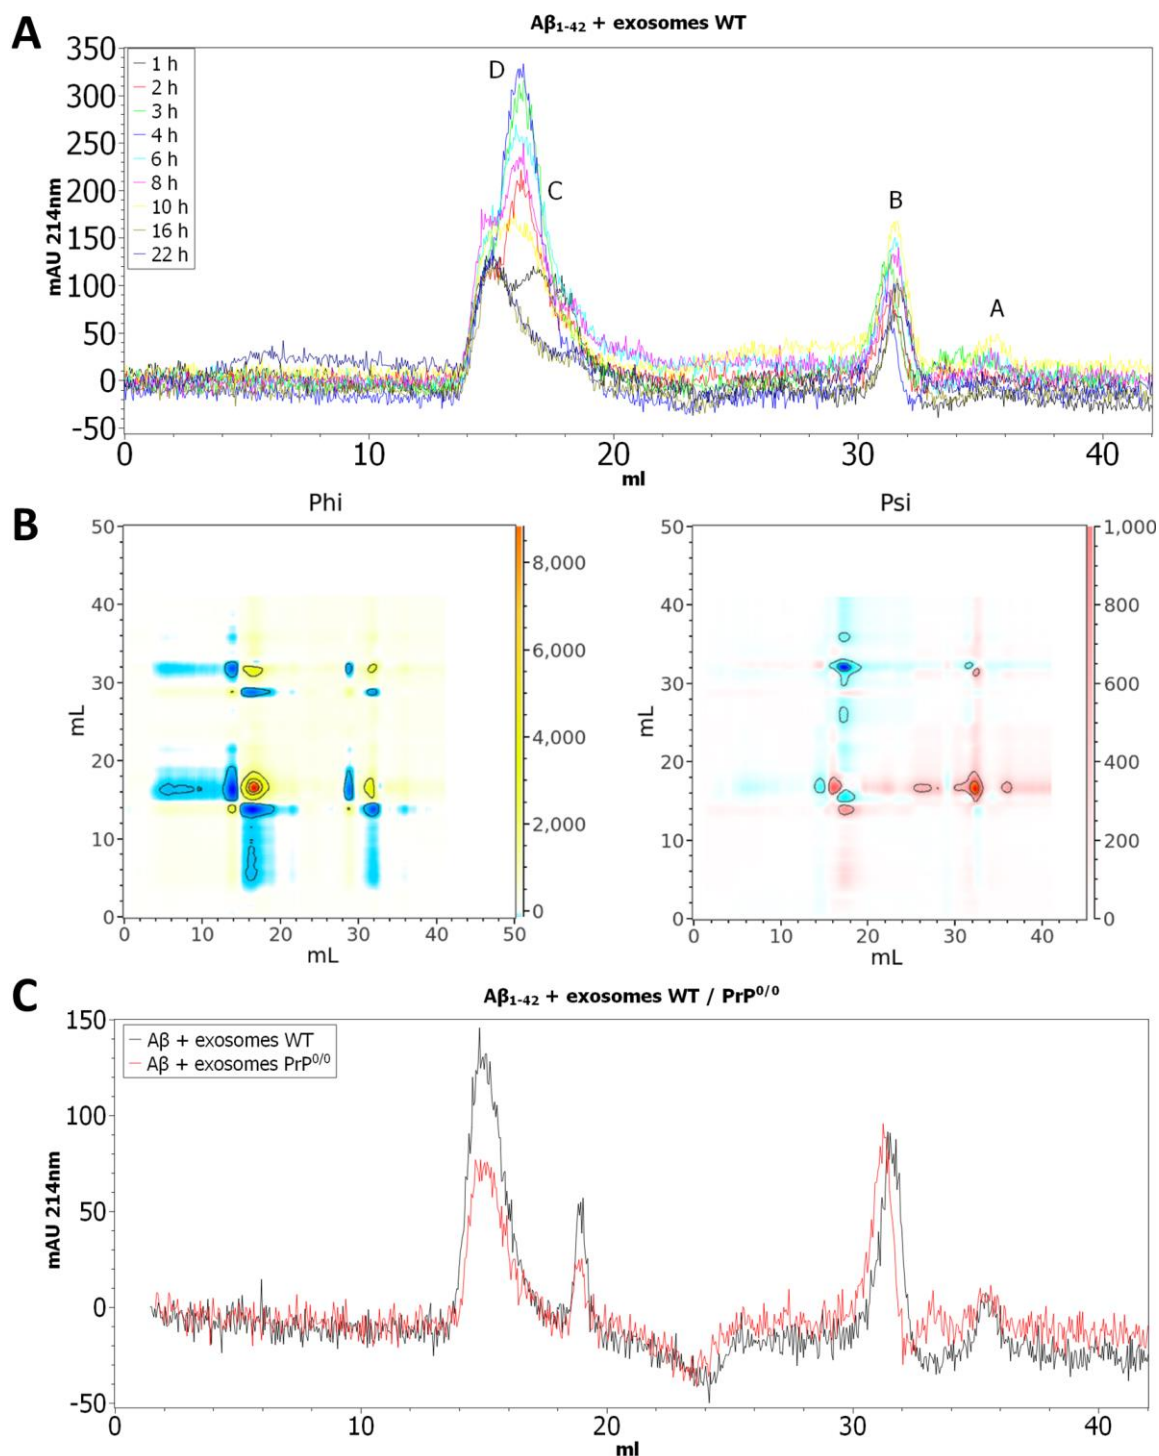 A
Aβ₁₋₄₂ + exosomes WT
350
300
250
200
150
100
50
0
-50
mAU 214nm
1 h
2 h
3 h
4 h
6 h
8 h
10 h
16 h
22 h
D
C
B
A
0 10 20 30 40
ml
B
Phi
50
40
30
20
10
0
mL
0 10 20 30 40 50
mL
8,000
6,000
4,000
2,000
0
Psi
50
40
30
20
10
0
mL
0 10 20 30 40
mL
1,000
800
600
400
200
0
C
Aβ₁₋₄₂ + exosomes WT / PrP⁰ᐟ⁰
150
100
50
0
-50
mAU 214nm
Aβ + exosomes WT
Aβ + exosomes PrP⁰ᐟ⁰
0 10 20 30 40
ml